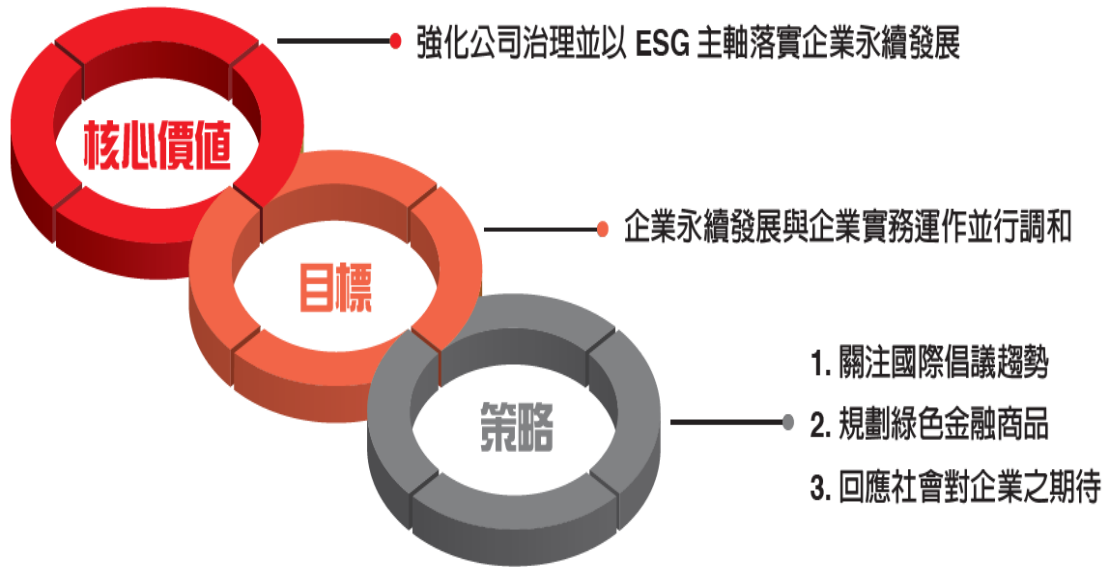 核心價值
強化公司治理並以 ESG 主軸落實企業永續發展
目標
企業永續發展與企業實務運作並行調和
策略
1. 關注國際倡議趨勢
2. 規劃綠色金融商品
3. 回應社會對企業之期待